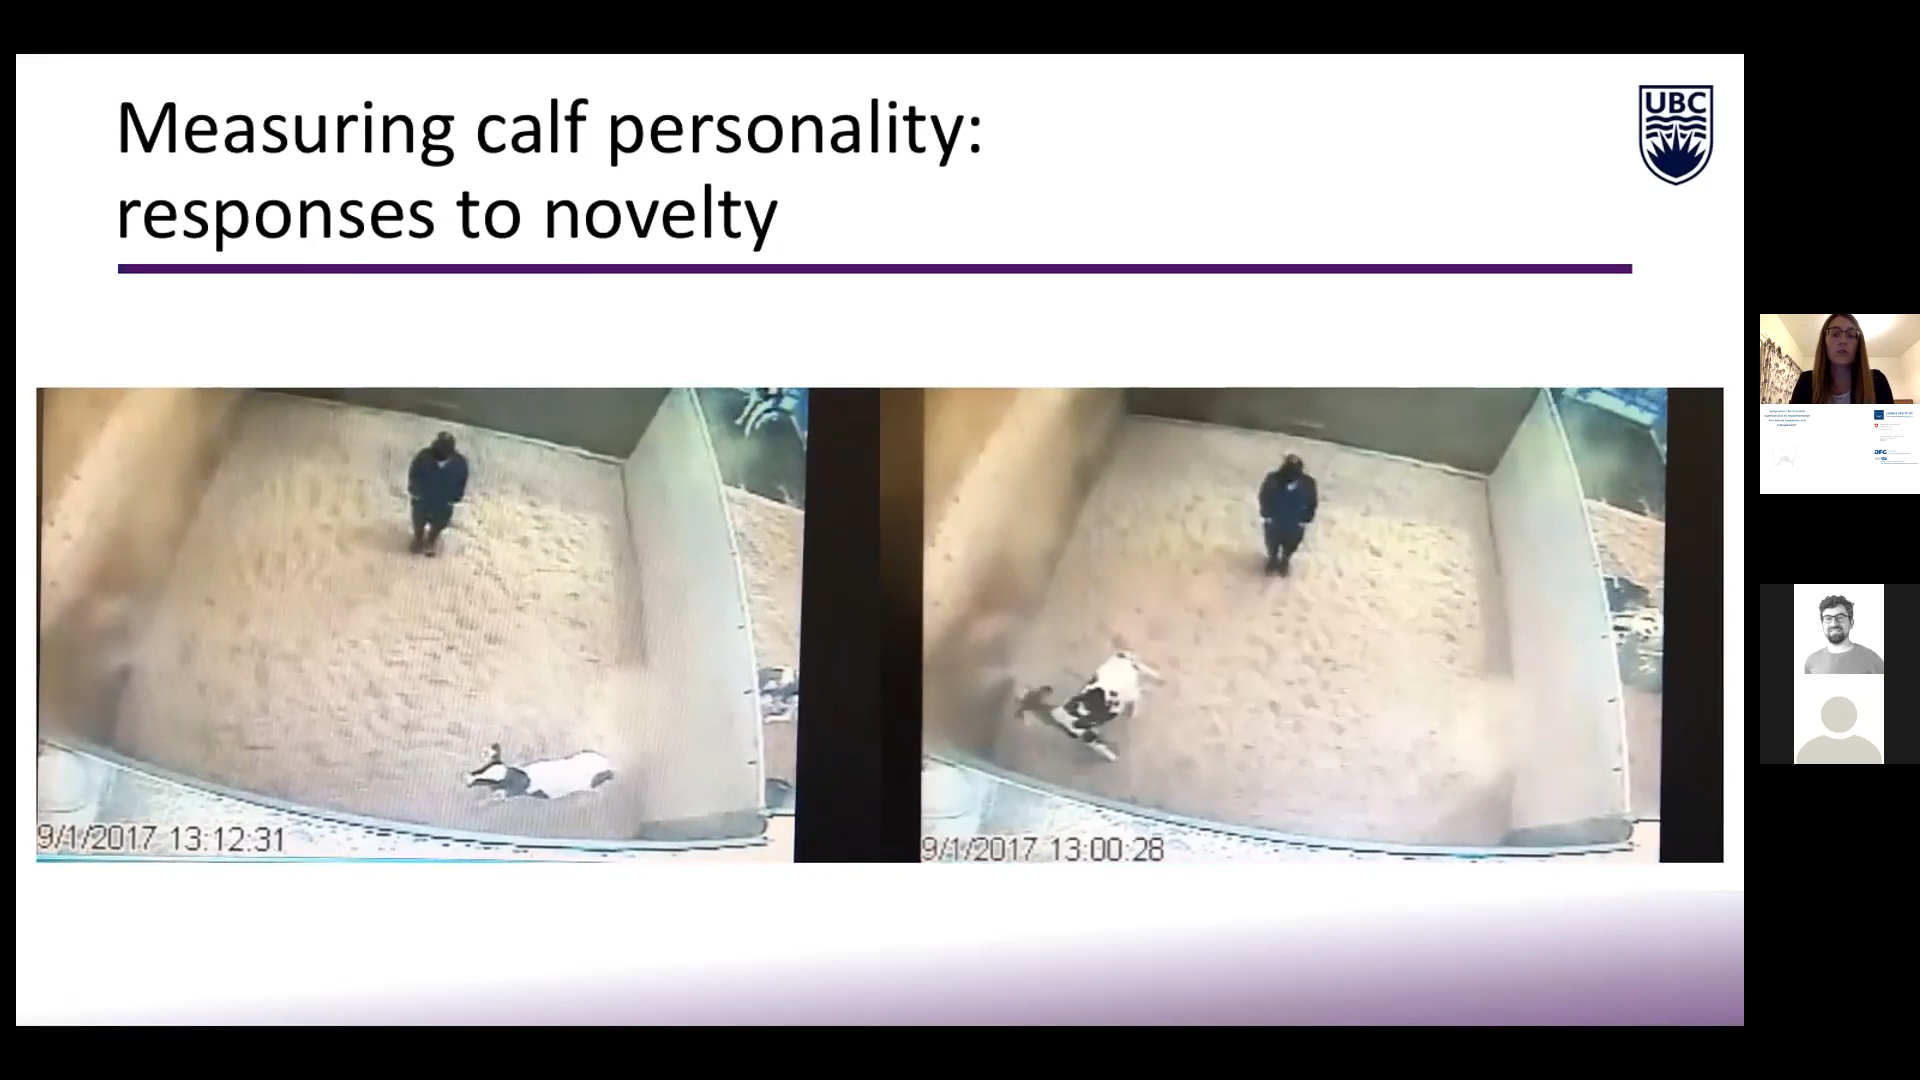 Measuring calf personality:
responses to novelty
UBC
9/1/2017 13:12:31
9/1/2017 13:00:28
DFG